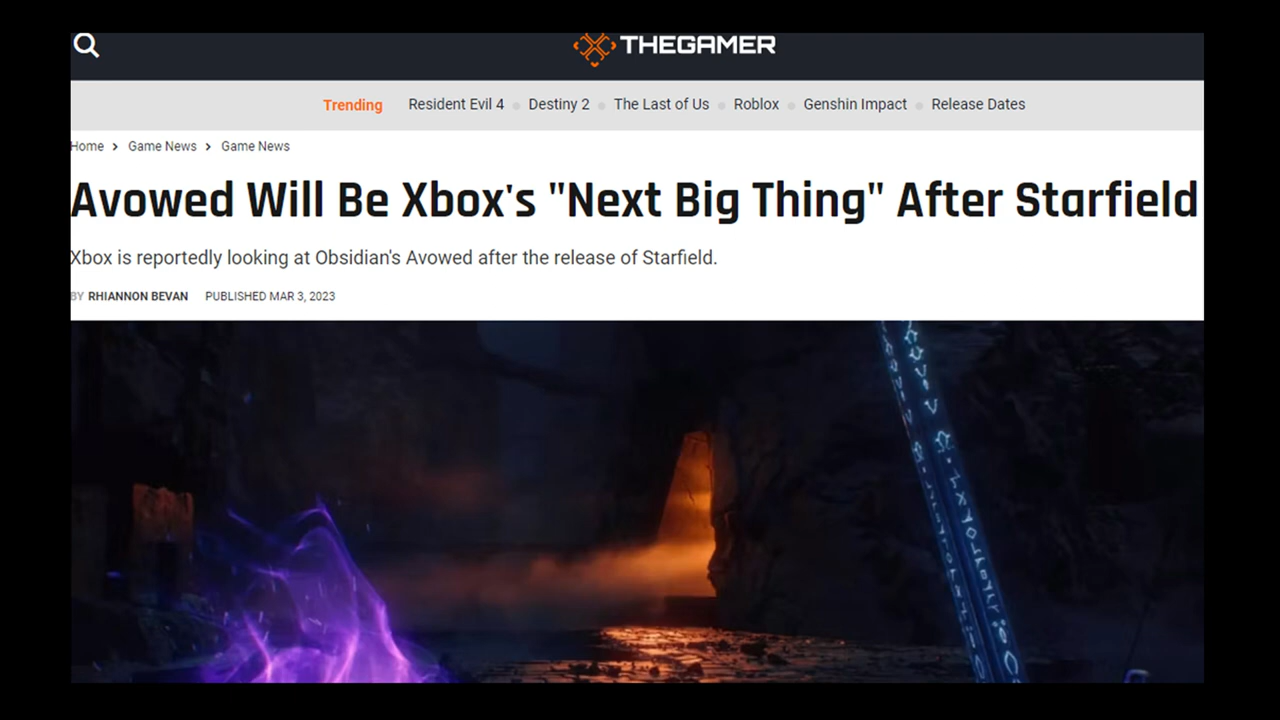 THEGAMER
Trending Resident Evil 4 Destiny 2 The Last of Us Roblox Genshin Impact Release Dates
Home > Game News > Game News
Avowed Will Be Xbox's "Next Big Thing" After Starfield
Xbox is reportedly looking at Obsidian's Avowed after the release of Starfield.
BY RHIANNON BEVAN PUBLISHED MAR 3, 2023